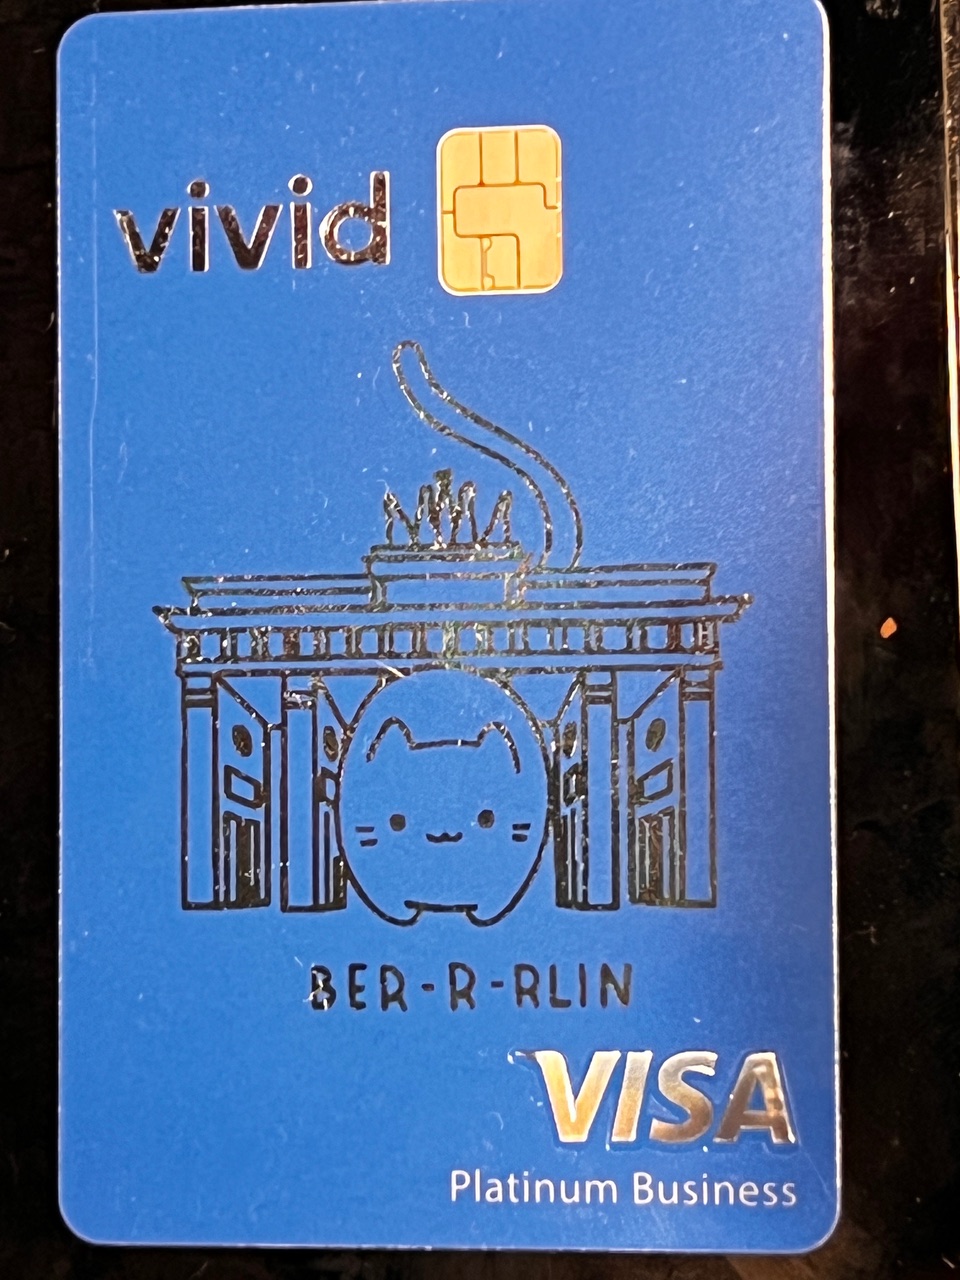 vivid
BER-R-RLIN
VISA
Platinum Business